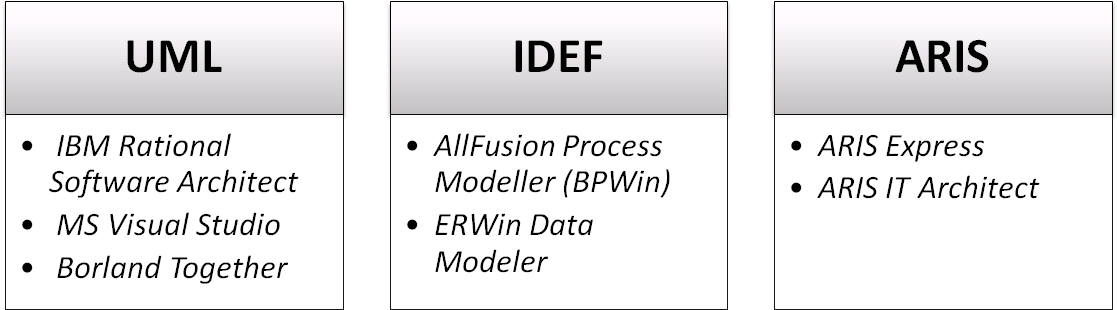 UML
• IBM Rational
Software Architect
• MS Visual Studio
• Borland Together
IDEF
• AllFusion Process
Modeller (BPWin)
• ERWin Data
Modeler
ARIS
• ARIS Express
• ARIS IT Architect